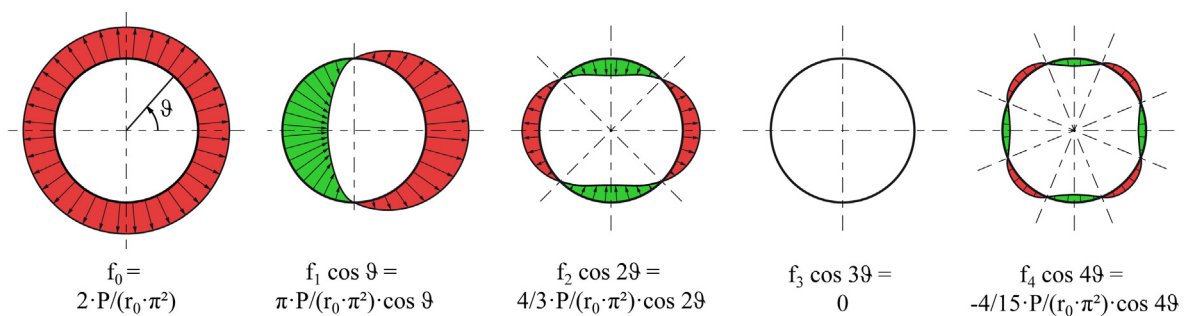 ϑ
f₀ =
2·P/(r₀·π²)
f₁ cos ϑ =
π·P/(r₀·π²)·cos ϑ
f₂ cos 2ϑ =
4/3·P/(r₀·π²)·cos 2ϑ
f₃ cos 3ϑ =
0
f₄ cos 4ϑ =
-4/15·P/(r₀·π²)·cos 4ϑ